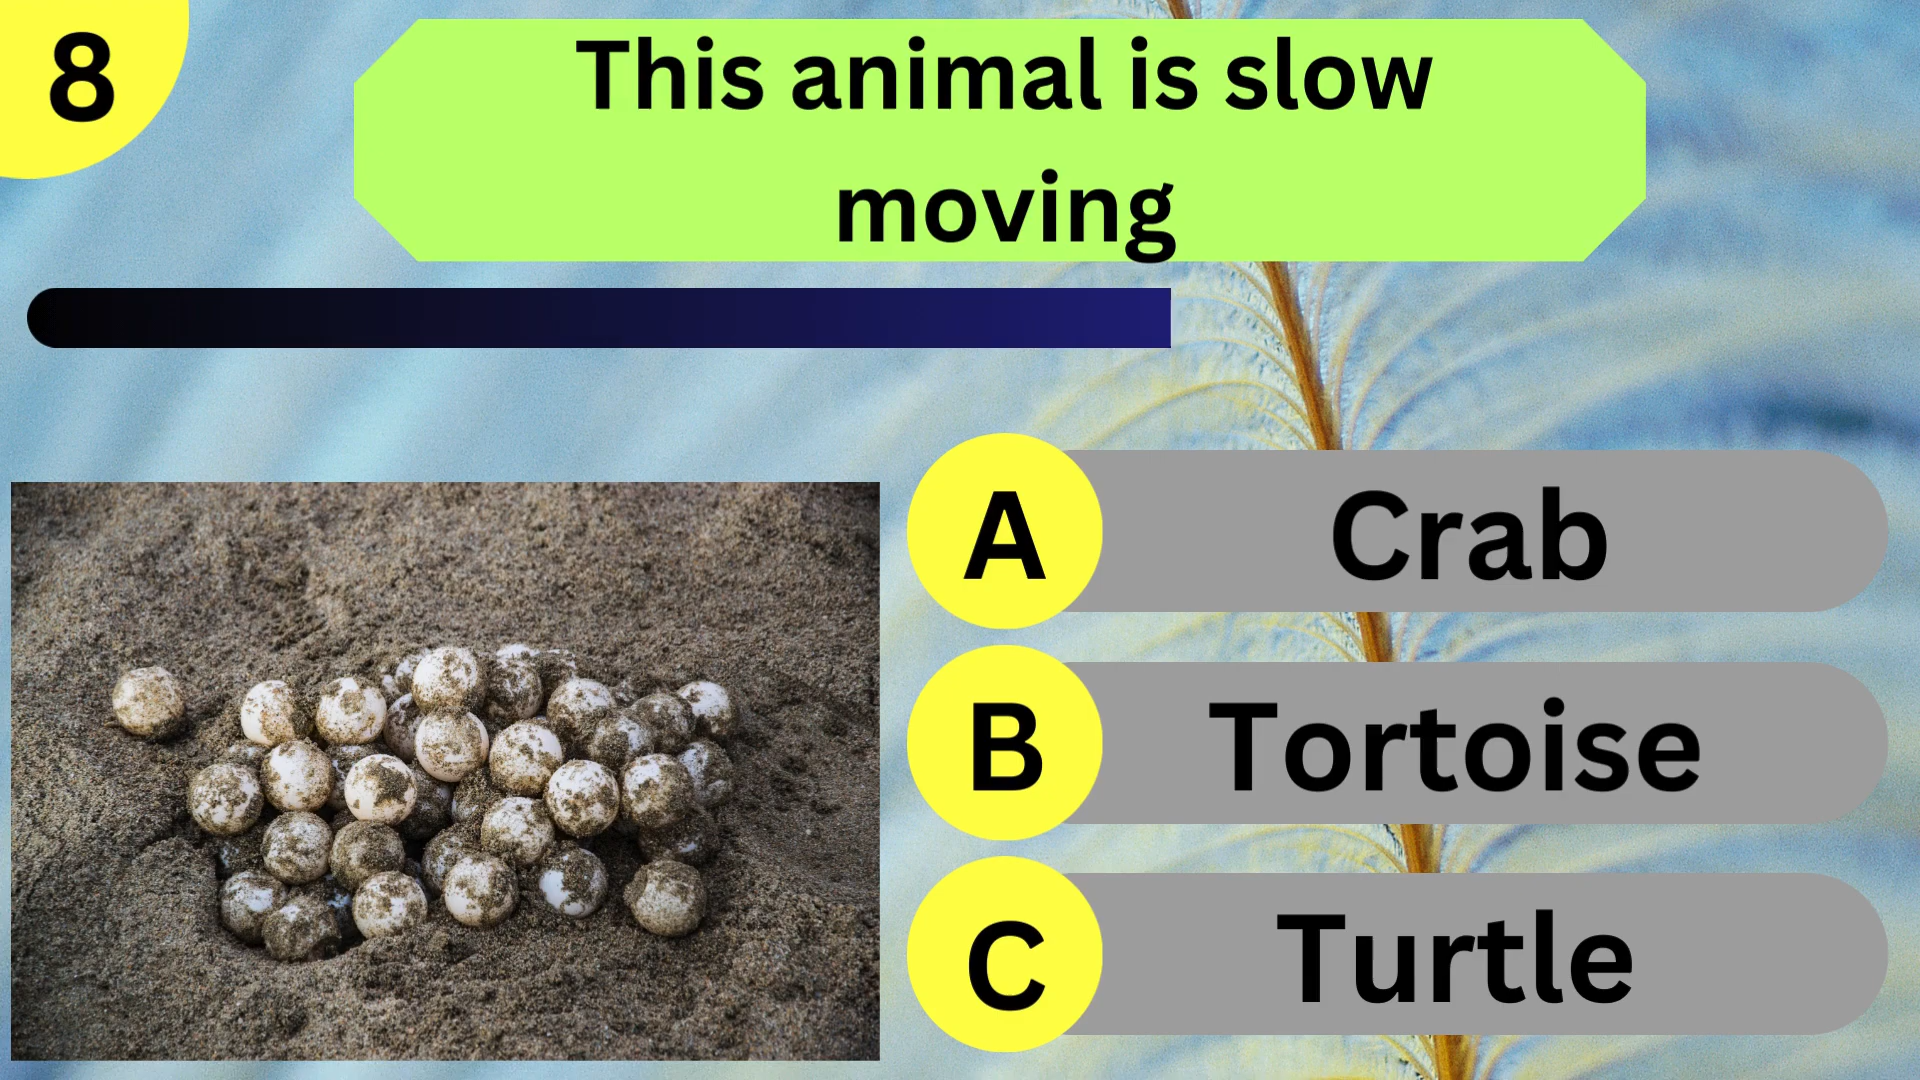 8
This animal is slow
moving
A
Crab
B
Tortoise
C
Turtle